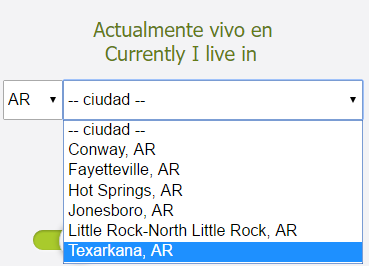 Actualmente vivo en
Currently I live in
AR
-- ciudad --
-- ciudad --
Conway, AR
Fayetteville, AR
Hot Springs, AR
Jonesboro, AR
Little Rock-North Little Rock, AR
Texarkana, AR